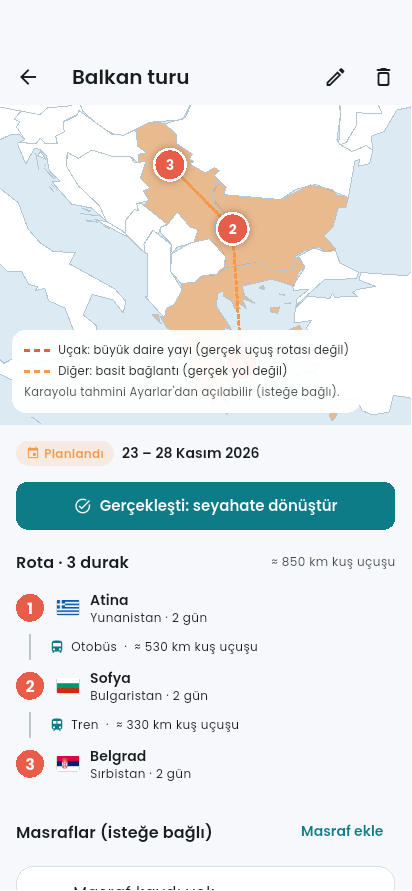 Balkan turu
3
2
Uçak: büyük daire yayı (gerçek uçuş rotası değil)
Diğer: basit bağlantı (gerçek yol değil)
Karayolu tahmini Ayarlar'dan açılabilir (isteğe bağlı).
Planlandı
23 – 28 Kasım 2026
Gerçekleşti: seyahate dönüştür
Rota · 3 durak
≈ 850 km kuş uçuşu
1
Atina
Yunanistan · 2 gün
Otobüs · ≈ 530 km kuş uçuşu
2
Sofya
Bulgaristan · 2 gün
Tren · ≈ 330 km kuş uçuşu
3
Belgrad
Sırbistan · 2 gün
Masraflar (isteğe bağlı)
Masraf ekle
Masraf kaydı yok